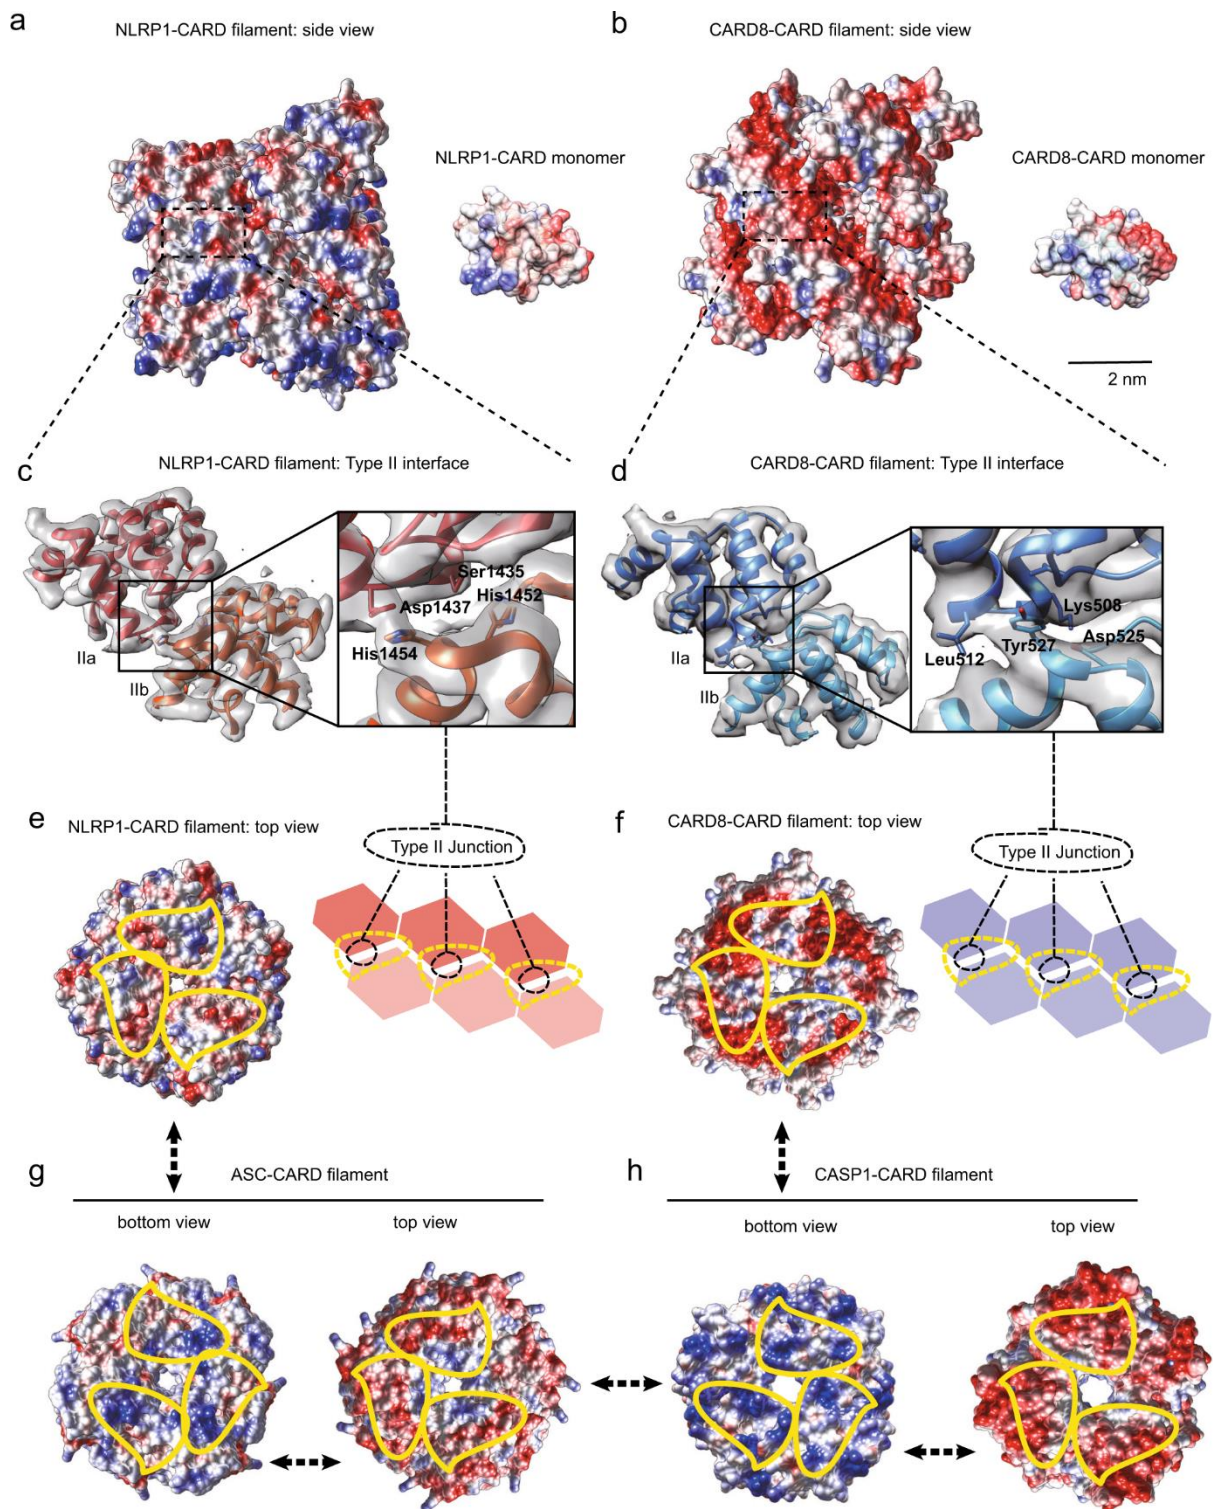 a
NLRP1-CARD filament: side view
b
CARD8-CARD filament: side view
NLRP1-CARD monomer
CARD8-CARD monomer
2 nm
c
NLRP1-CARD filament: Type II interface
d
CARD8-CARD filament: Type II interface
Ser1435
His1452
Asp1437
His1454
IIa
IIb
Lys508
Asp525
Tyr527
Leu512
IIa
IIb
e
NLRP1-CARD filament: top view
Type II Junction
f
CARD8-CARD filament: top view
Type II Junction
g
ASC-CARD filament
bottom view
top view
h
CASP1-CARD filament
bottom view
top view